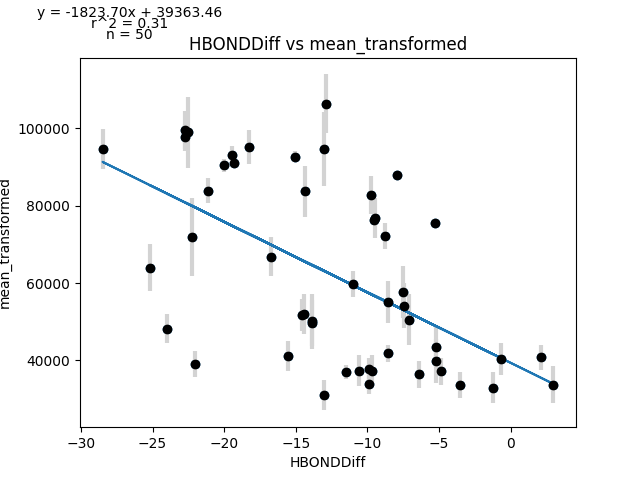 y = -1823.70x + 39363.46
r^2 = 0.31
n = 50
HBONDDiff vs mean_transformed
100000
80000
60000
40000
mean_transformed
−30 −25 −20 −15 −10 −5 0
HBONDDiff